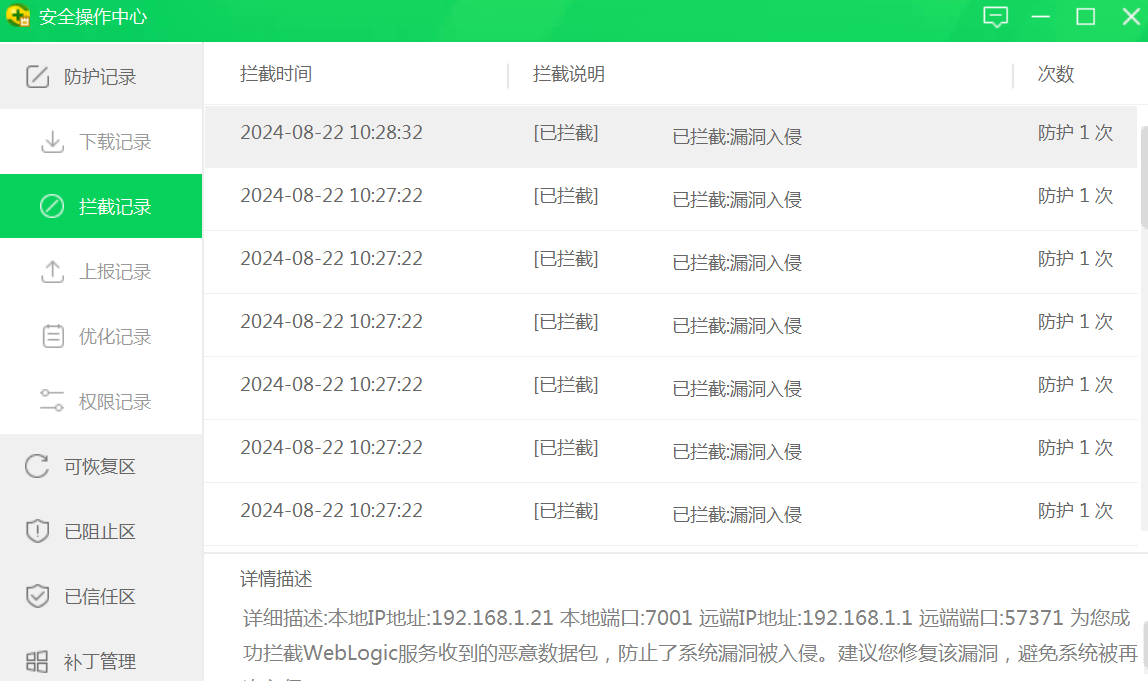 安全操作中心
防护记录
下载记录
拦截记录
上报记录
优化记录
权限记录
可恢复区
已阻止区
已信任区
补丁管理
拦截时间 拦截说明 次数
2024-08-22 10:28:32 [已拦截] 已拦截:漏洞入侵 防护 1 次
2024-08-22 10:27:22 [已拦截] 已拦截:漏洞入侵 防护 1 次
2024-08-22 10:27:22 [已拦截] 已拦截:漏洞入侵 防护 1 次
2024-08-22 10:27:22 [已拦截] 已拦截:漏洞入侵 防护 1 次
2024-08-22 10:27:22 [已拦截] 已拦截:漏洞入侵 防护 1 次
2024-08-22 10:27:22 [已拦截] 已拦截:漏洞入侵 防护 1 次
2024-08-22 10:27:22 [已拦截] 已拦截:漏洞入侵 防护 1 次
详情描述
详细描述:本地IP地址:192.168.1.21 本地端口:7001 远端IP地址:192.168.1.1 远端端口:57371 为您成
功拦截WebLogic服务收到的恶意数据包，防止了系统漏洞被入侵。建议您修复该漏洞，避免系统被再